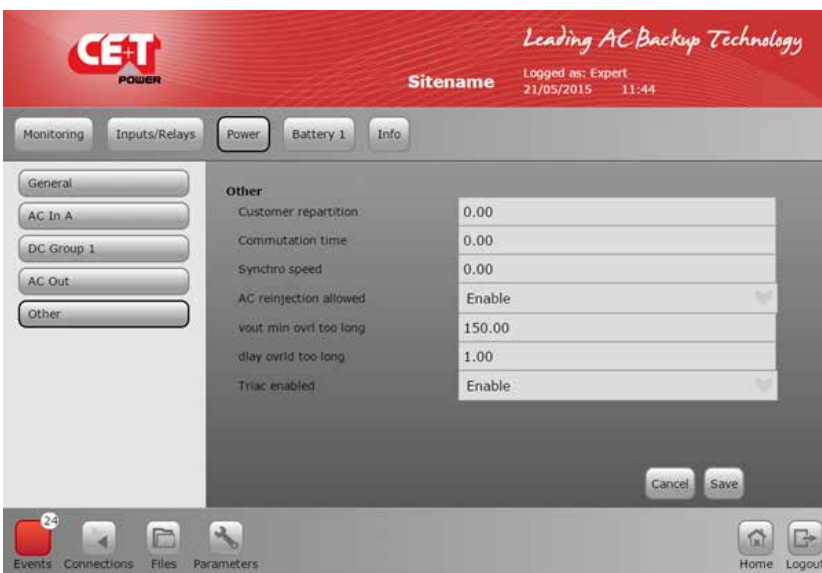 CE+T
POWER
Leading AC Backup Technology
Sitename
Logged as: Expert
21/05/2015 11:44
Monitoring Inputs/Relays Power Battery 1 Info
General
AC In A
DC Group 1
AC Out
Other
Other
Customer repartition 0.00
Commutation time 0.00
Synchro speed 0.00
AC reinjection allowed Enable
vout min ovrl too long 150.00
dlay ovrld too long 1.00
Triac enabled Enable
Cancel Save
24
Events Connections Files Parameters Home Logout